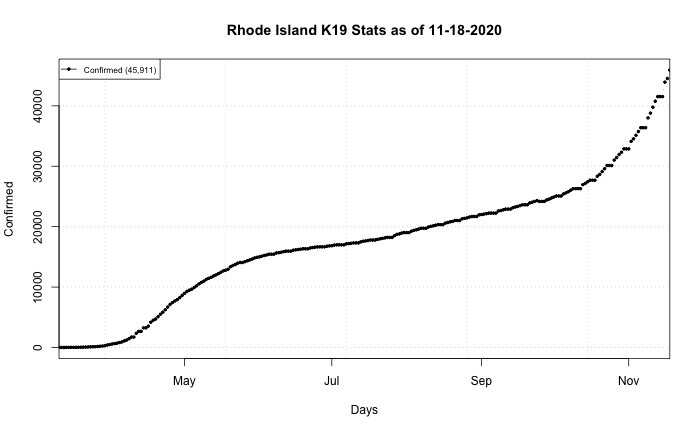 Rhode Island K19 Stats as of 11-18-2020
Confirmed (45,911)
Confirmed
40000
30000
20000
10000
0
May Jul Sep Nov
Days